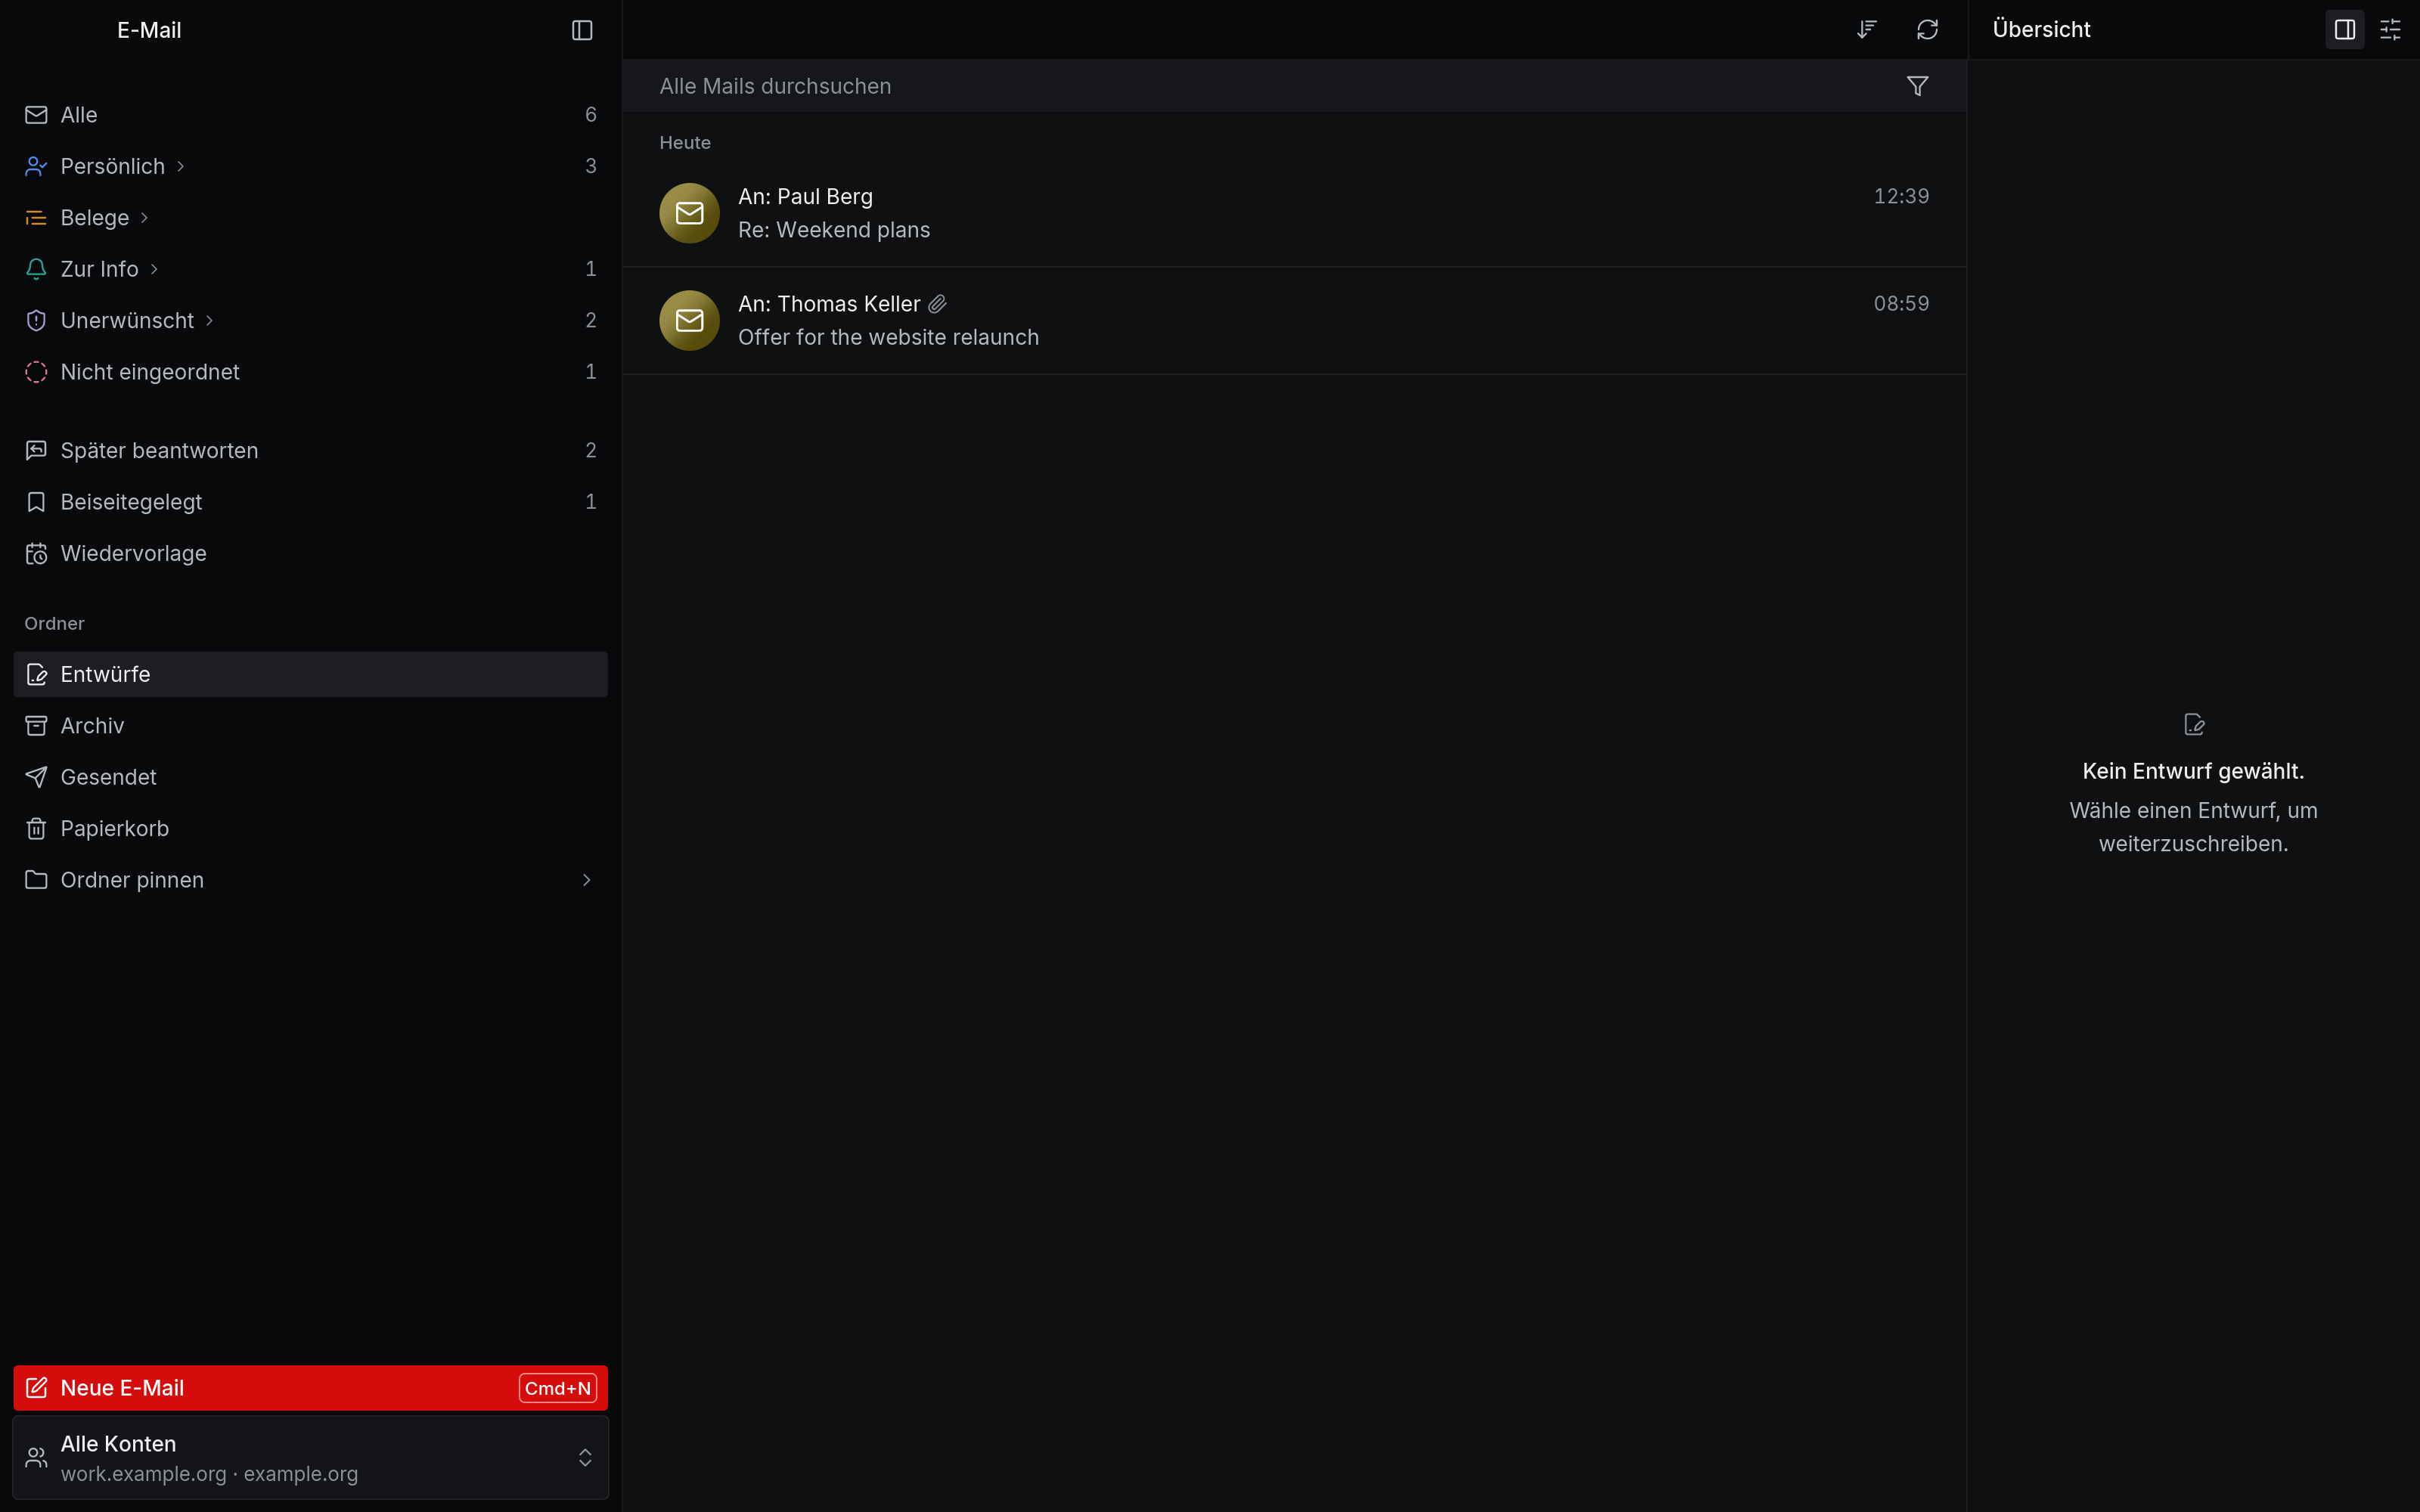 E-Mail
Alle 6
Persönlich 3
Belege
Zur Info 1
Unerwünscht 2
Nicht eingeordnet 1
Später beantworten 2
Beiseitegelegt 1
Wiedervorlage
Ordner
Entwürfe
Archiv
Gesendet
Papierkorb
Ordner pinnen
Neue E-Mail Cmd+N
Alle Konten
work.example.org · example.org
Alle Mails durchsuchen
Heute
An: Paul Berg 12:39
Re: Weekend plans
An: Thomas Keller 08:59
Offer for the website relaunch
Übersicht
Kein Entwurf gewählt.
Wähle einen Entwurf, um
weiterzuschreiben.